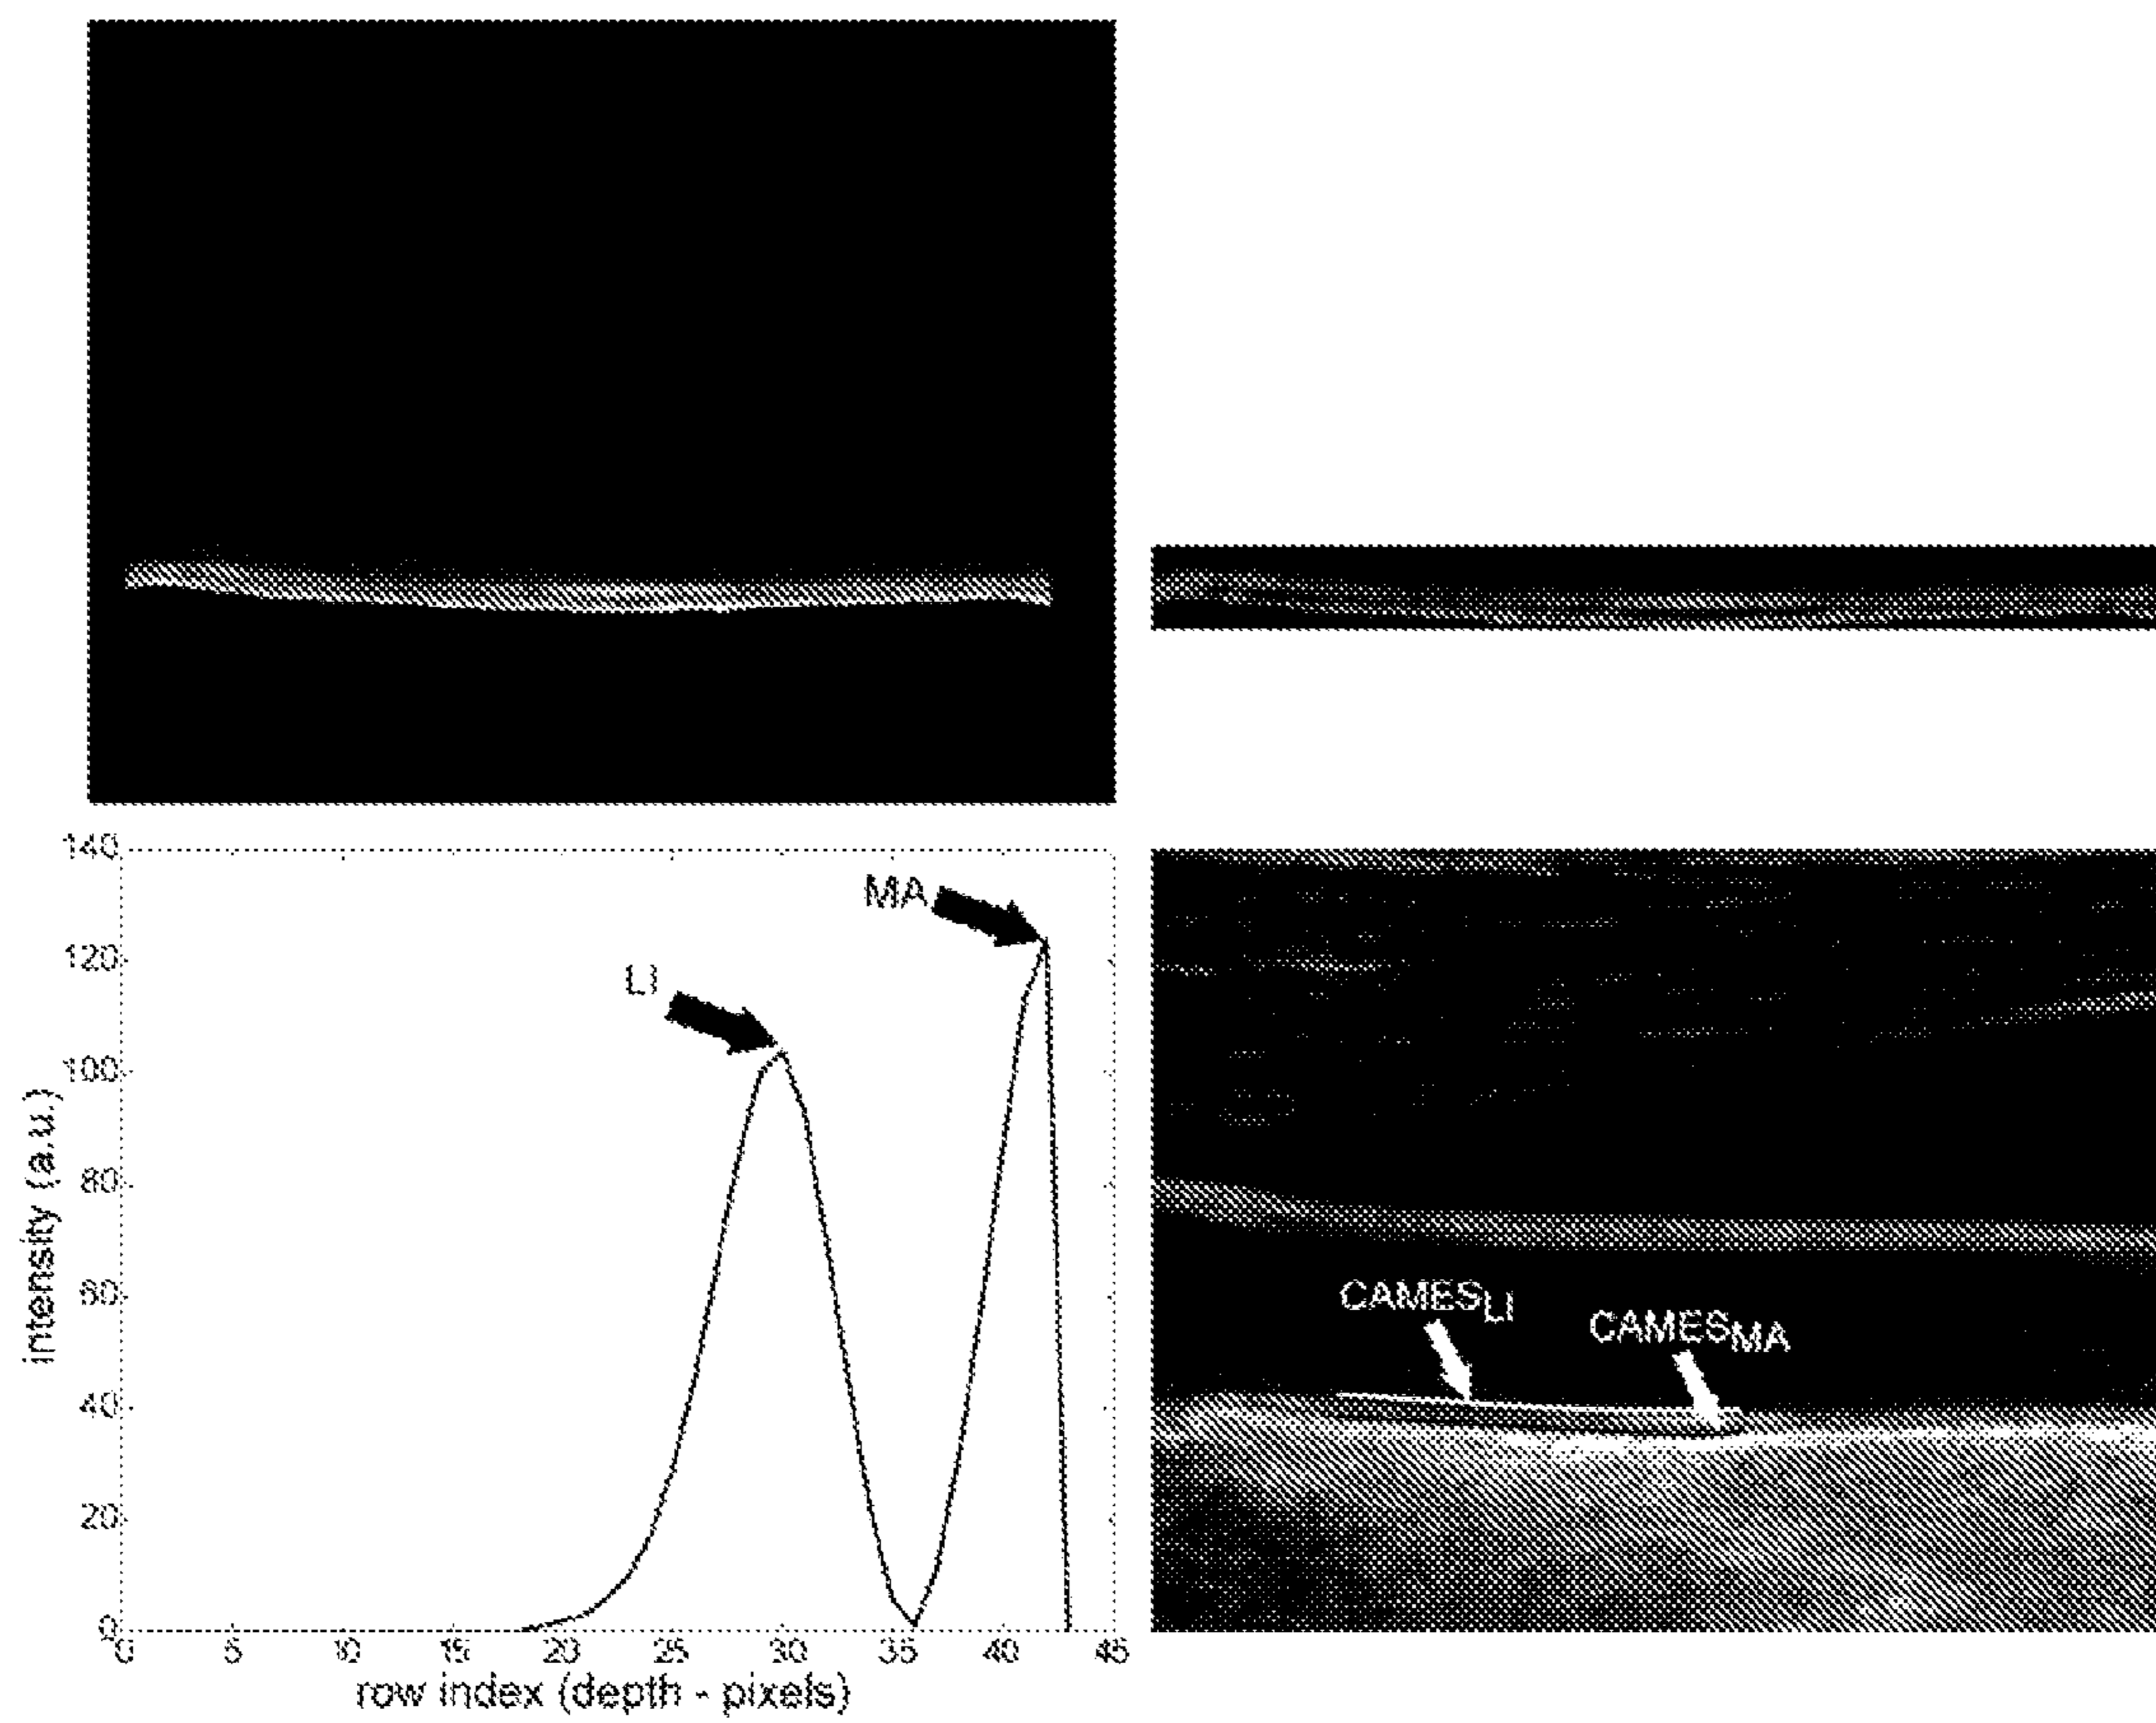 140
120
100
80
60
40
20
0
intensity (a.u.)
LI
MA
0 5 10 15 20 25 30 35 40 45
row index (depth - pixels)
CAMESLI
CAMESMA